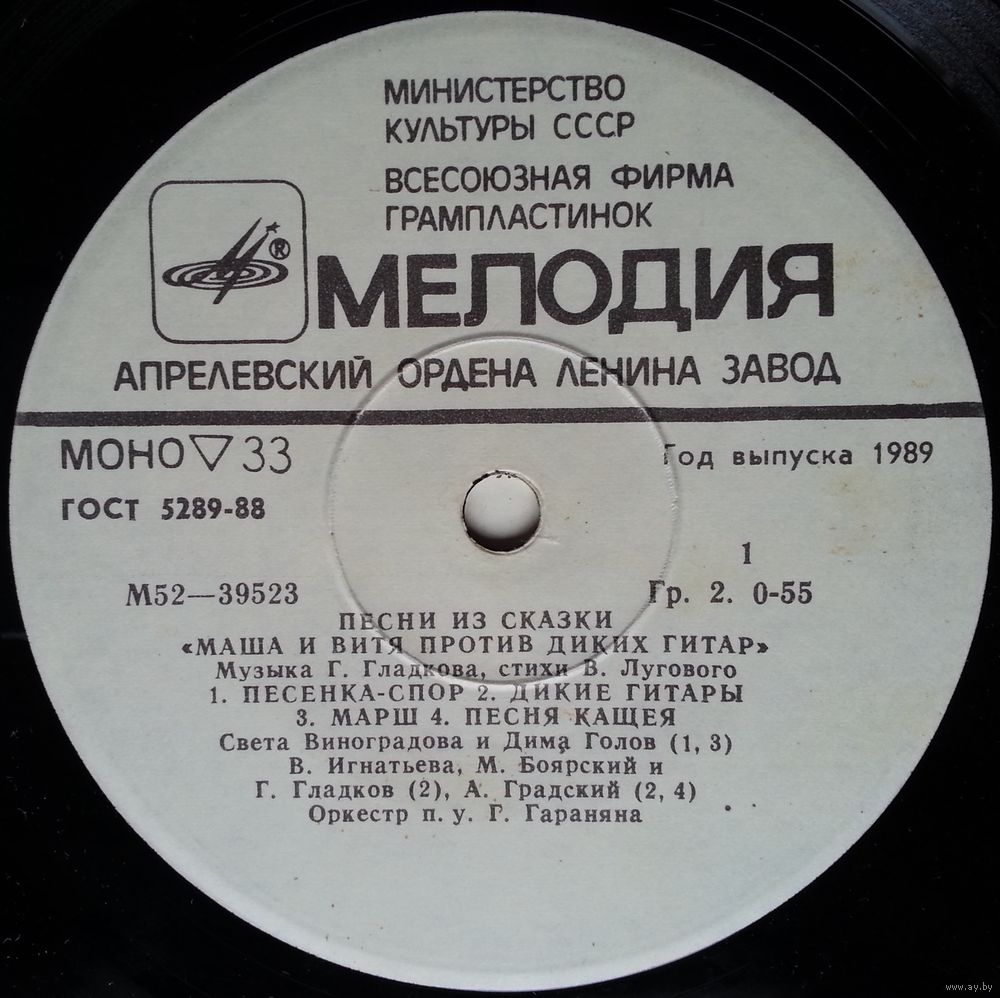 МИНИСТЕРСТВО
КУЛЬТУРЫ СССР
ВСЕСОЮЗНАЯ ФИРМА
ГРАМПЛАСТИНОК
®
МЕЛОДИЯ
АПРЕЛЕВСКИЙ ОРДЕНА ЛЕНИНА ЗАВОД
МОНО ▽ 33
Год выпуска 1989
ГОСТ 5289-88
1
М52—39523
Гр. 2. 0-55
ПЕСНИ ИЗ СКАЗКИ
«МАША И ВИТЯ ПРОТИВ ДИКИХ ГИТАР»
Музыка Г. Гладкова, стихи В. Лугового
1. ПЕСЕНКА-СПОР 2. ДИКИЕ ГИТАРЫ
3. МАРШ 4. ПЕСНЯ КАЩЕЯ
Света Виноградова и Дима Голов (1, 3)
В. Игнатьева, М. Боярский и
Г. Гладков (2), А. Градский (2, 4)
Оркестр п. у. Г. Гараняна
www.ay.by